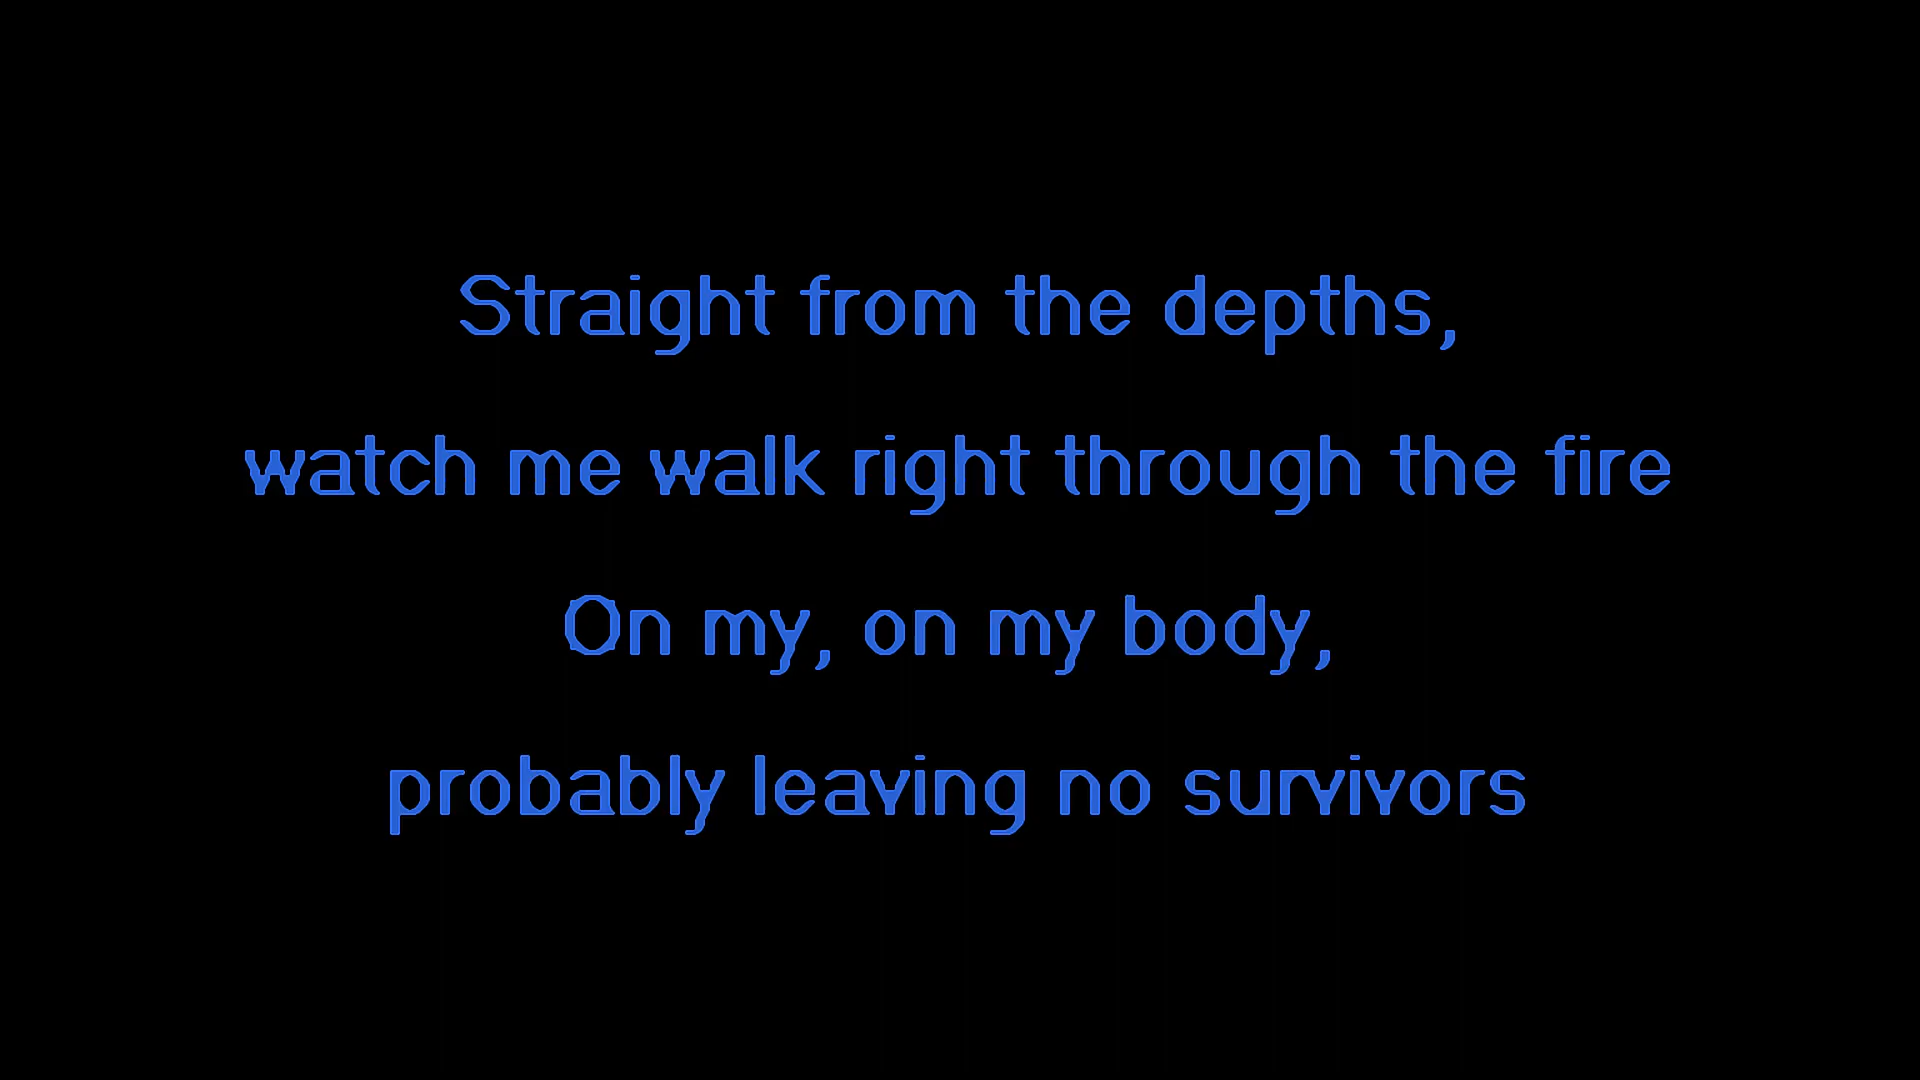 Straight from the depths,
watch me walk right through the fire
On my, on my body,
probably leaving no survivors